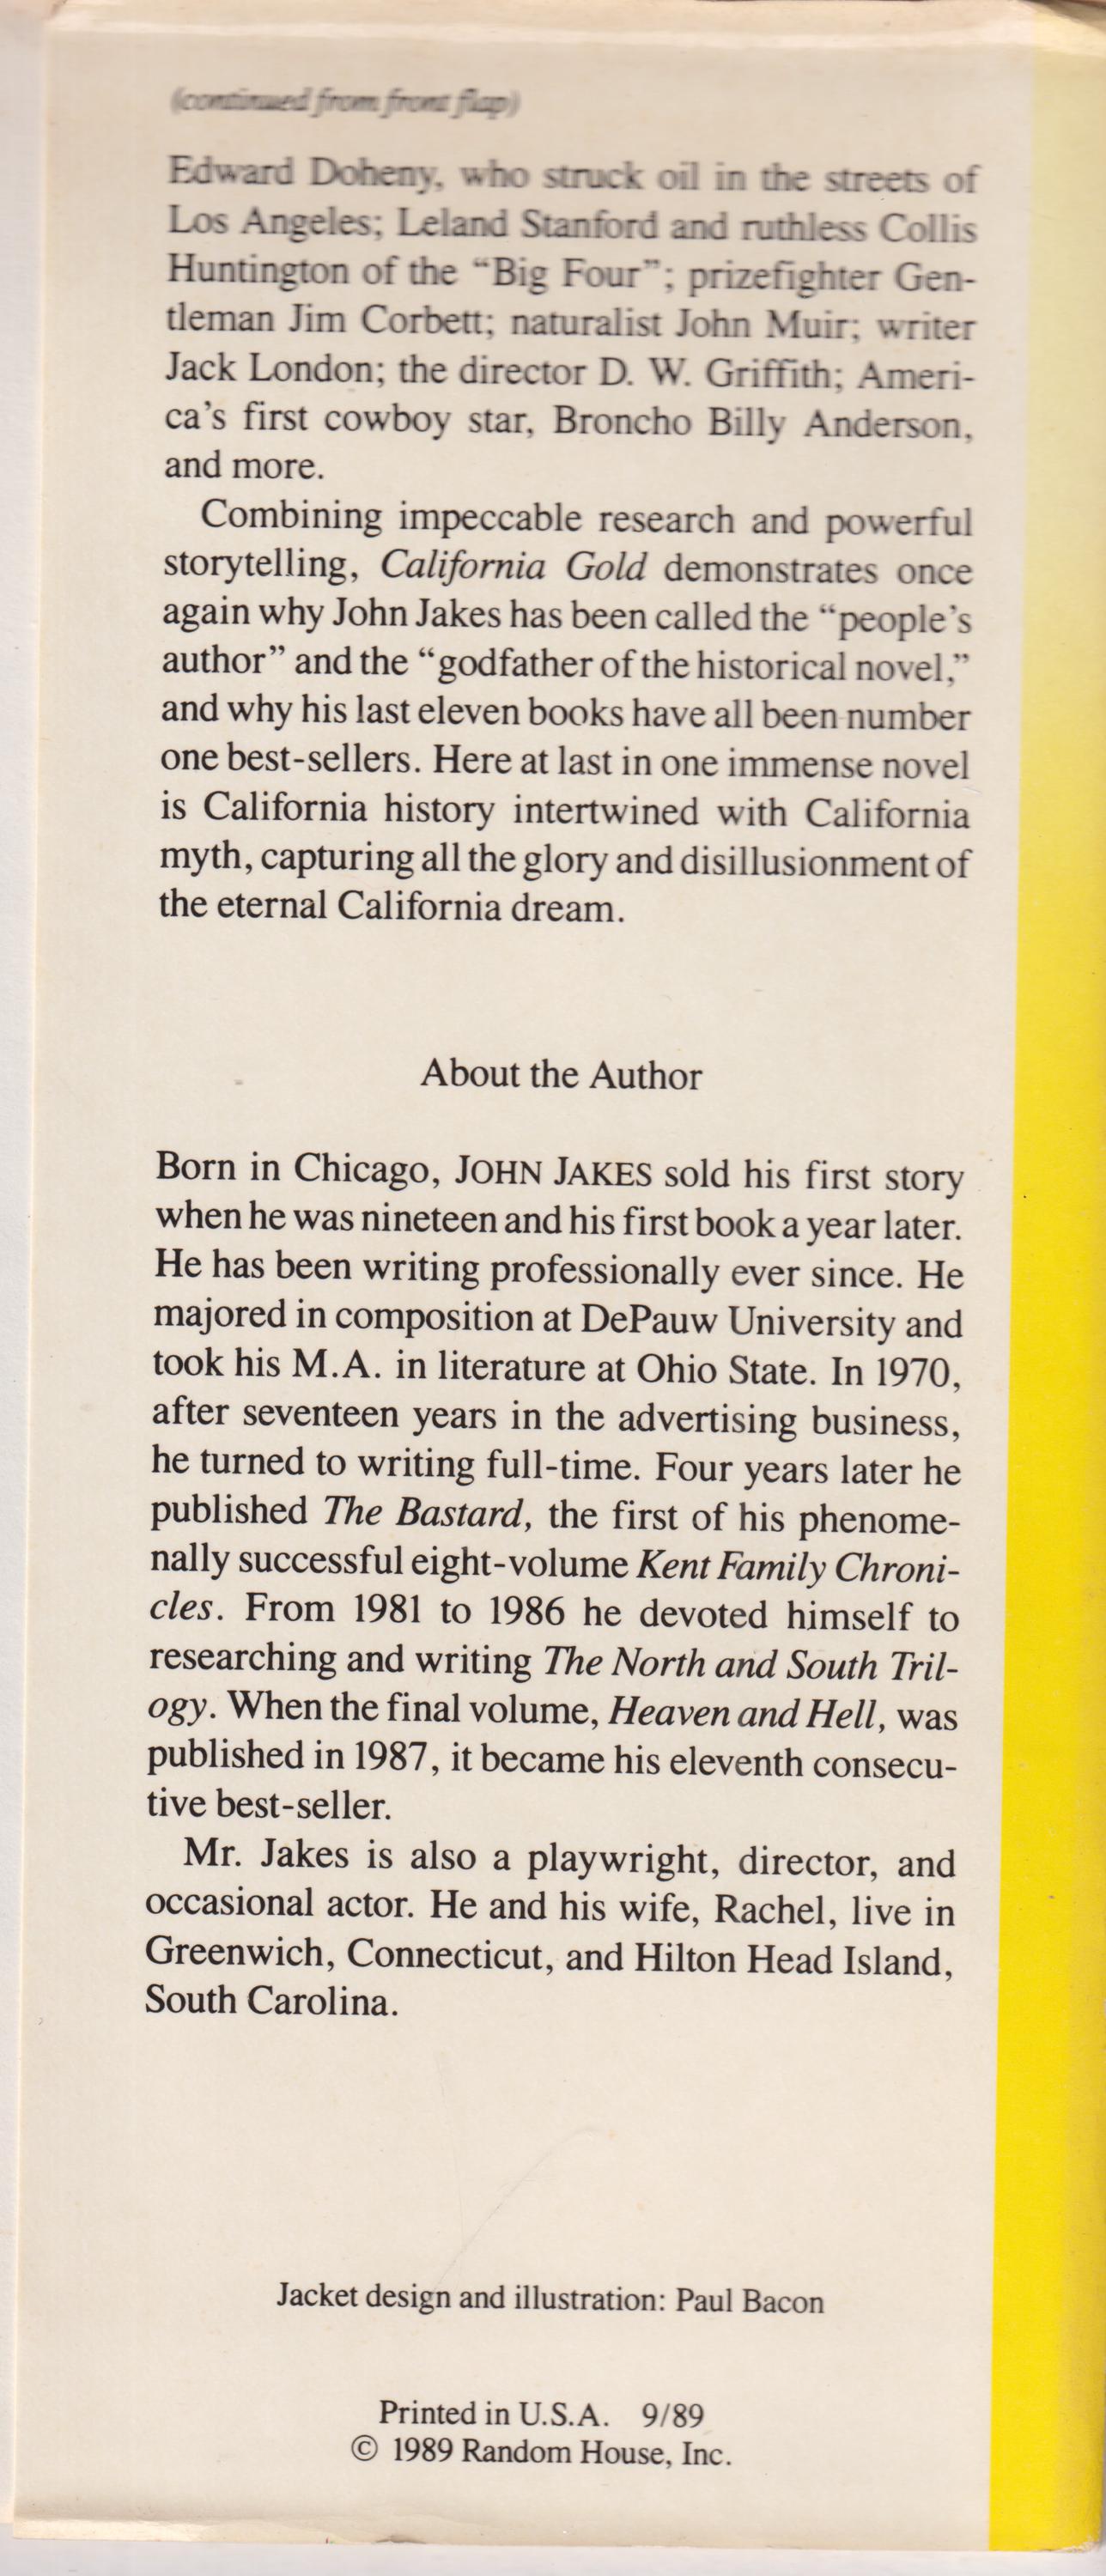 (continued from front flap)
Edward Doheny, who struck oil in the streets of
Los Angeles; Leland Stanford and ruthless Collis
Huntington of the “Big Four”; prizefighter Gen-
tleman Jim Corbett; naturalist John Muir; writer
Jack London; the director D. W. Griffith; Ameri-
ca’s first cowboy star, Broncho Billy Anderson,
and more.
Combining impeccable research and powerful
storytelling, California Gold demonstrates once
again why John Jakes has been called the “people’s
author” and the “godfather of the historical novel,”
and why his last eleven books have all been number
one best-sellers. Here at last in one immense novel
is California history intertwined with California
myth, capturing all the glory and disillusionment of
the eternal California dream.
About the Author
Born in Chicago, JOHN JAKES sold his first story
when he was nineteen and his first book a year later.
He has been writing professionally ever since. He
majored in composition at DePauw University and
took his M.A. in literature at Ohio State. In 1970,
after seventeen years in the advertising business,
he turned to writing full-time. Four years later he
published The Bastard, the first of his phenome-
nally successful eight-volume Kent Family Chroni-
cles. From 1981 to 1986 he devoted himself to
researching and writing The North and South Tril-
ogy. When the final volume, Heaven and Hell, was
published in 1987, it became his eleventh consecu-
tive best-seller.
Mr. Jakes is also a playwright, director, and
occasional actor. He and his wife, Rachel, live in
Greenwich, Connecticut, and Hilton Head Island,
South Carolina.
Jacket design and illustration: Paul Bacon
Printed in U.S.A. 9/89
© 1989 Random House, Inc.